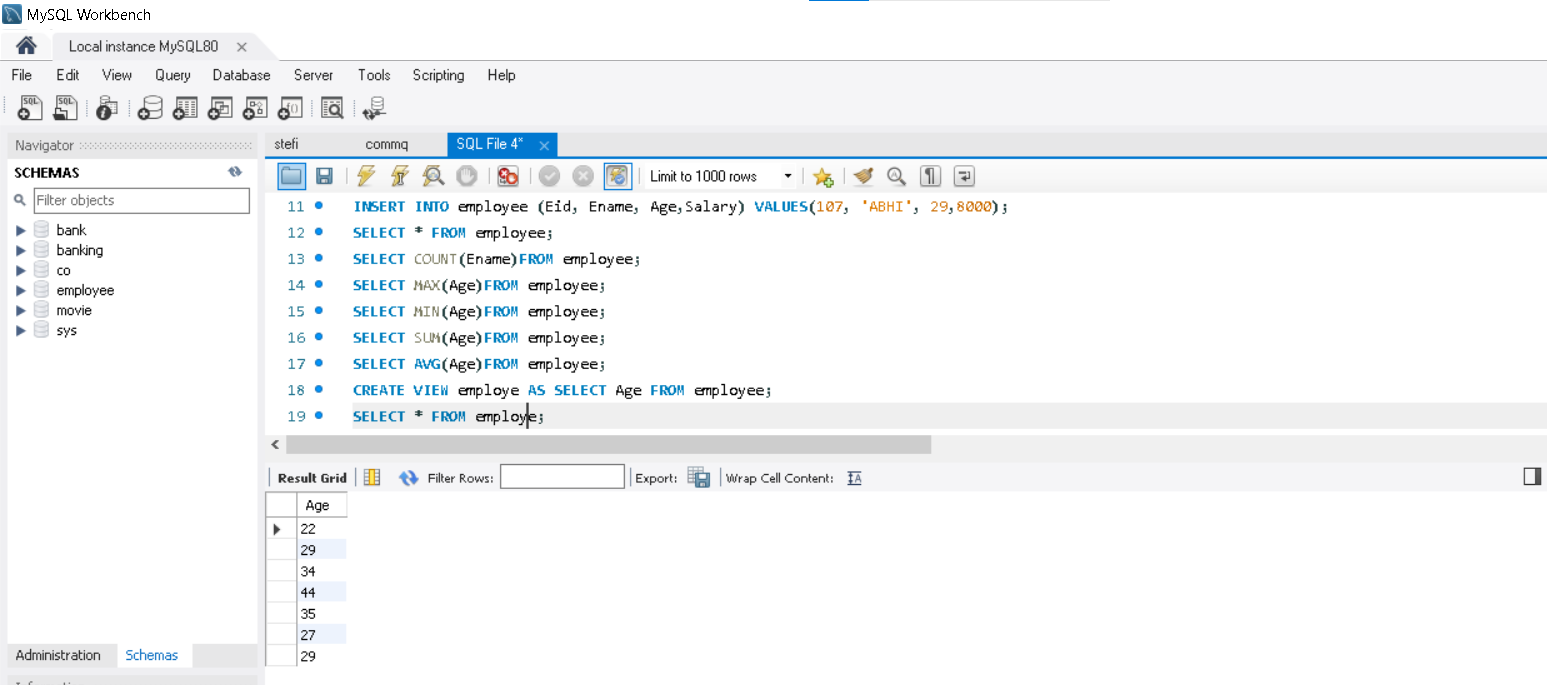 MySQL Workbench
Local instance MySQL80
File Edit View Query Database Server Tools Scripting Help
SQL SQL
Navigator
SCHEMAS
Filter objects
bank
banking
co
employee
movie
sys
Administration Schemas
stefi commq SQL File 4*
Limit to 1000 rows
11 INSERT INTO employee (Eid, Ename, Age,Salary) VALUES(107, 'ABHI', 29,8000);
12 SELECT * FROM employee;
13 SELECT COUNT(Ename)FROM employee;
14 SELECT MAX(Age)FROM employee;
15 SELECT MIN(Age)FROM employee;
16 SELECT SUM(Age)FROM employee;
17 SELECT AVG(Age)FROM employee;
18 CREATE VIEW employe AS SELECT Age FROM employee;
19 SELECT * FROM employe;
Result Grid Filter Rows: Export: Wrap Cell Content:
Age
22
29
34
44
35
27
29